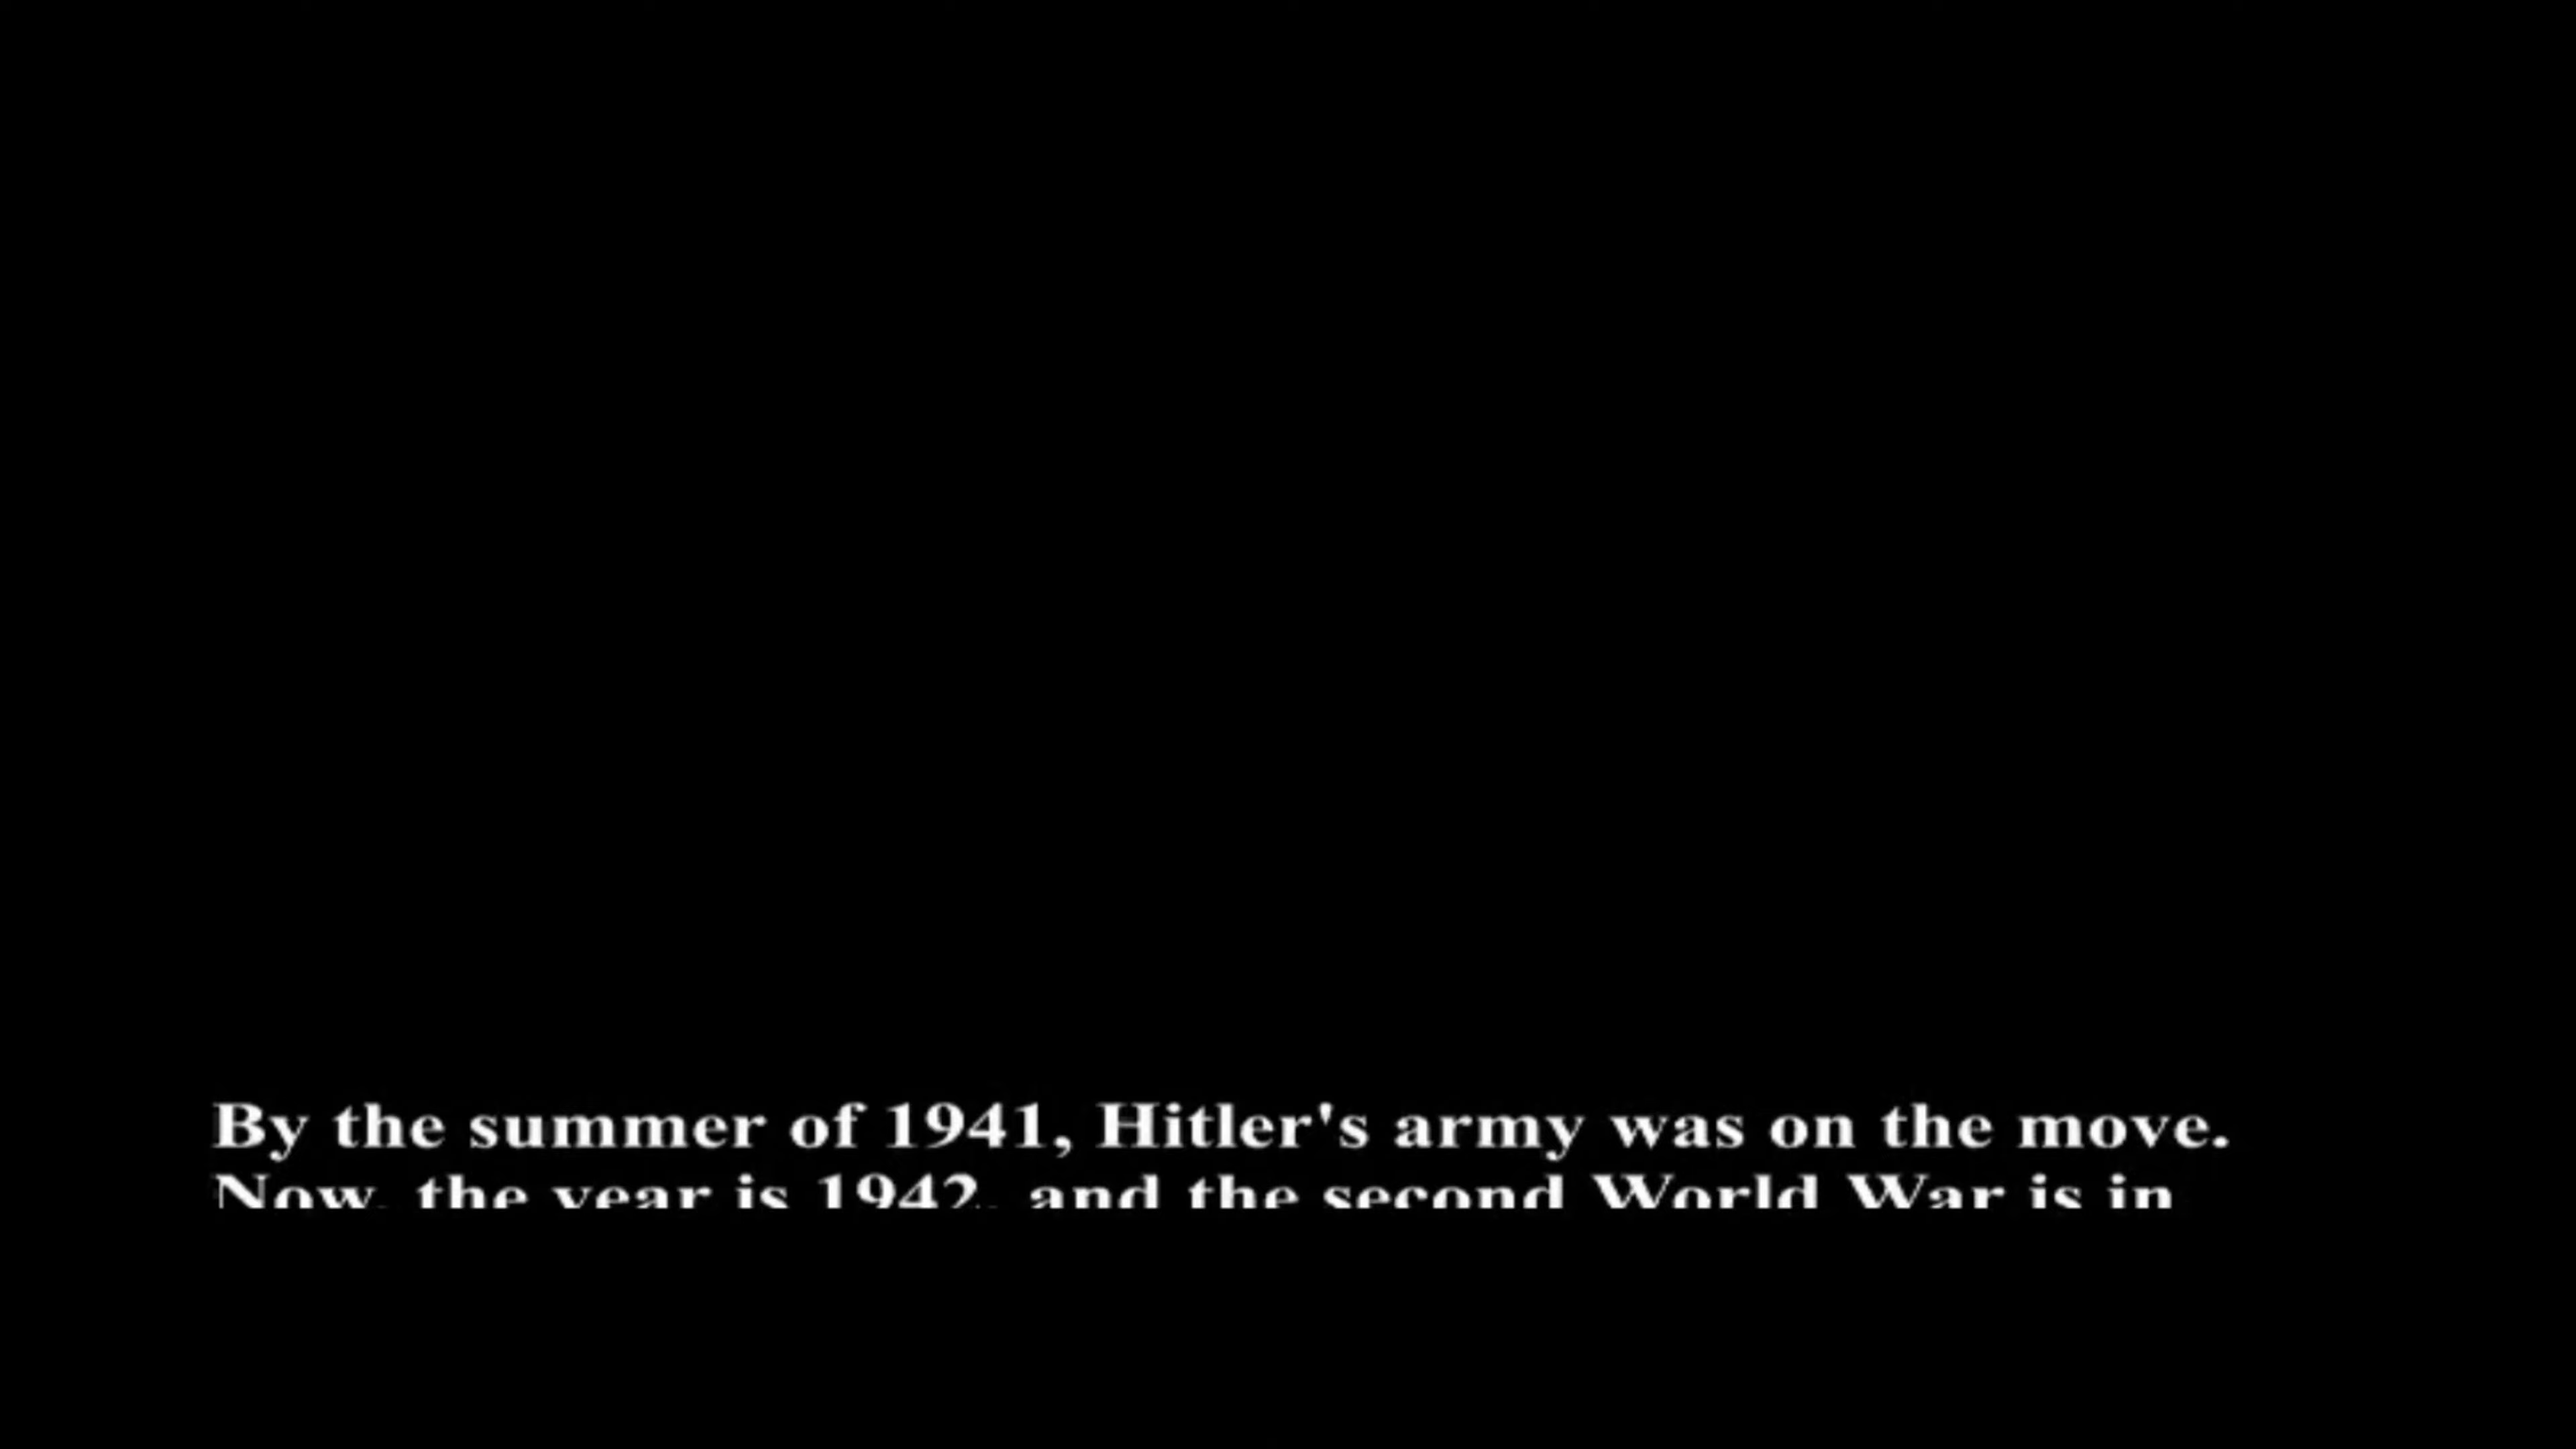 By the summer of 1941, Hitler's army was on the move.
Now, the year is 1942, and the second World War is in